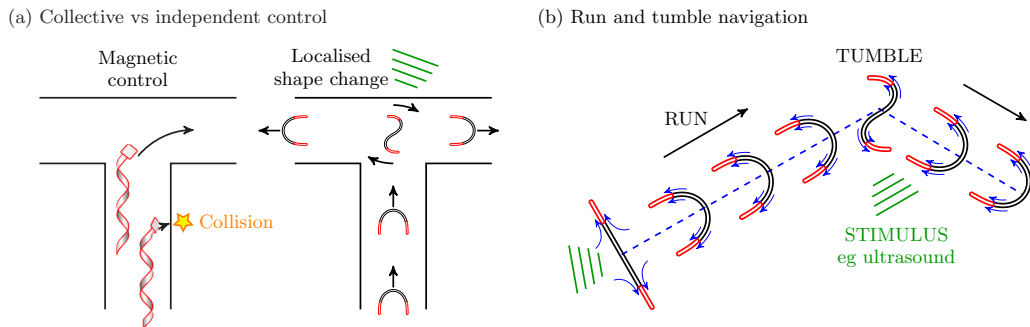 (a) Collective vs independent control
Magnetic
control
Localised
shape change
Collision
(b) Run and tumble navigation
TUMBLE
RUN
STIMULUS
eg ultrasound